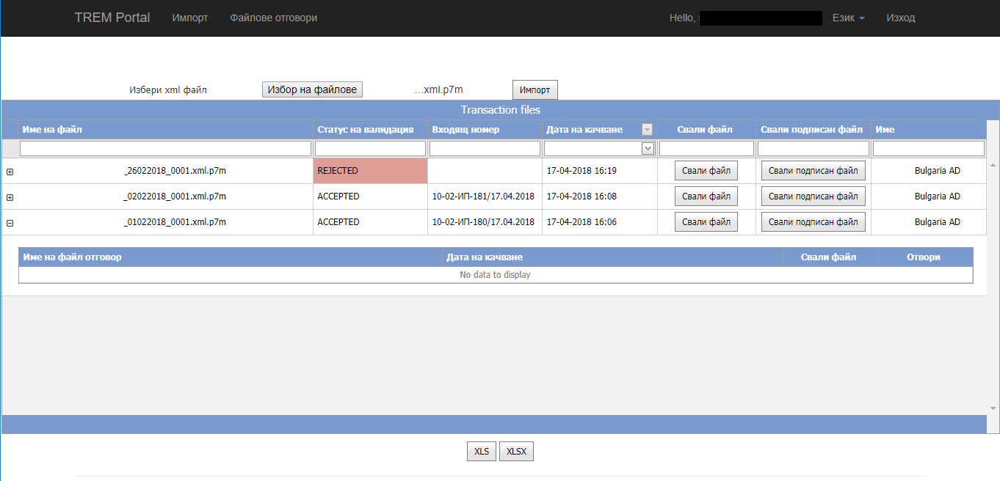 TREM Portal Импорт Файлове отговори Hello, Език Изход
Избери xml файл Избор на файлове ...xml.p7m Импорт
Transaction files
Име на файл Статус на валидация Входящ номер Дата на качване Свали файл Свали подписан файл Име
_26022018_0001.xml.p7m REJECTED 17-04-2018 16:19 Свали файл Свали подписан файл Bulgaria AD
_02022018_0001.xml.p7m ACCEPTED 10-02-ИП-181/17.04.2018 17-04-2018 16:08 Свали файл Свали подписан файл Bulgaria AD
_01022018_0001.xml.p7m ACCEPTED 10-02-ИП-180/17.04.2018 17-04-2018 16:06 Свали файл Свали подписан файл Bulgaria AD
Име на файл отговор Дата на качване Свали файл Отвори
No data to display
XLS XLSX